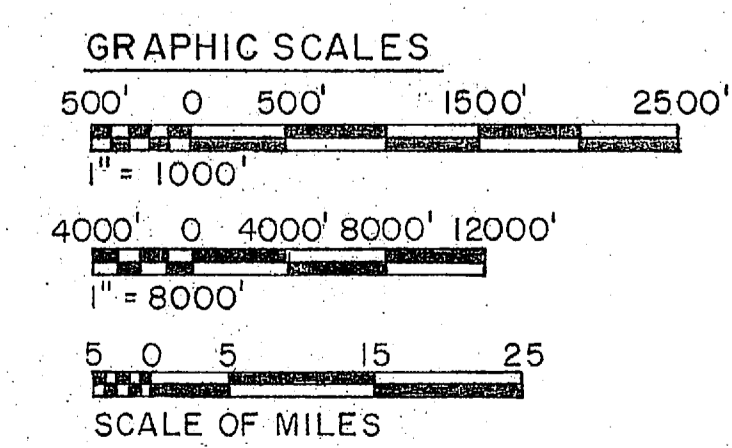 GRAPHIC SCALES
500' 0 500' 1500' 2500'
1" = 1000'
4000' 0 4000' 8000' 12000'
1" = 8000'
5 0 5 15 25
SCALE OF MILES